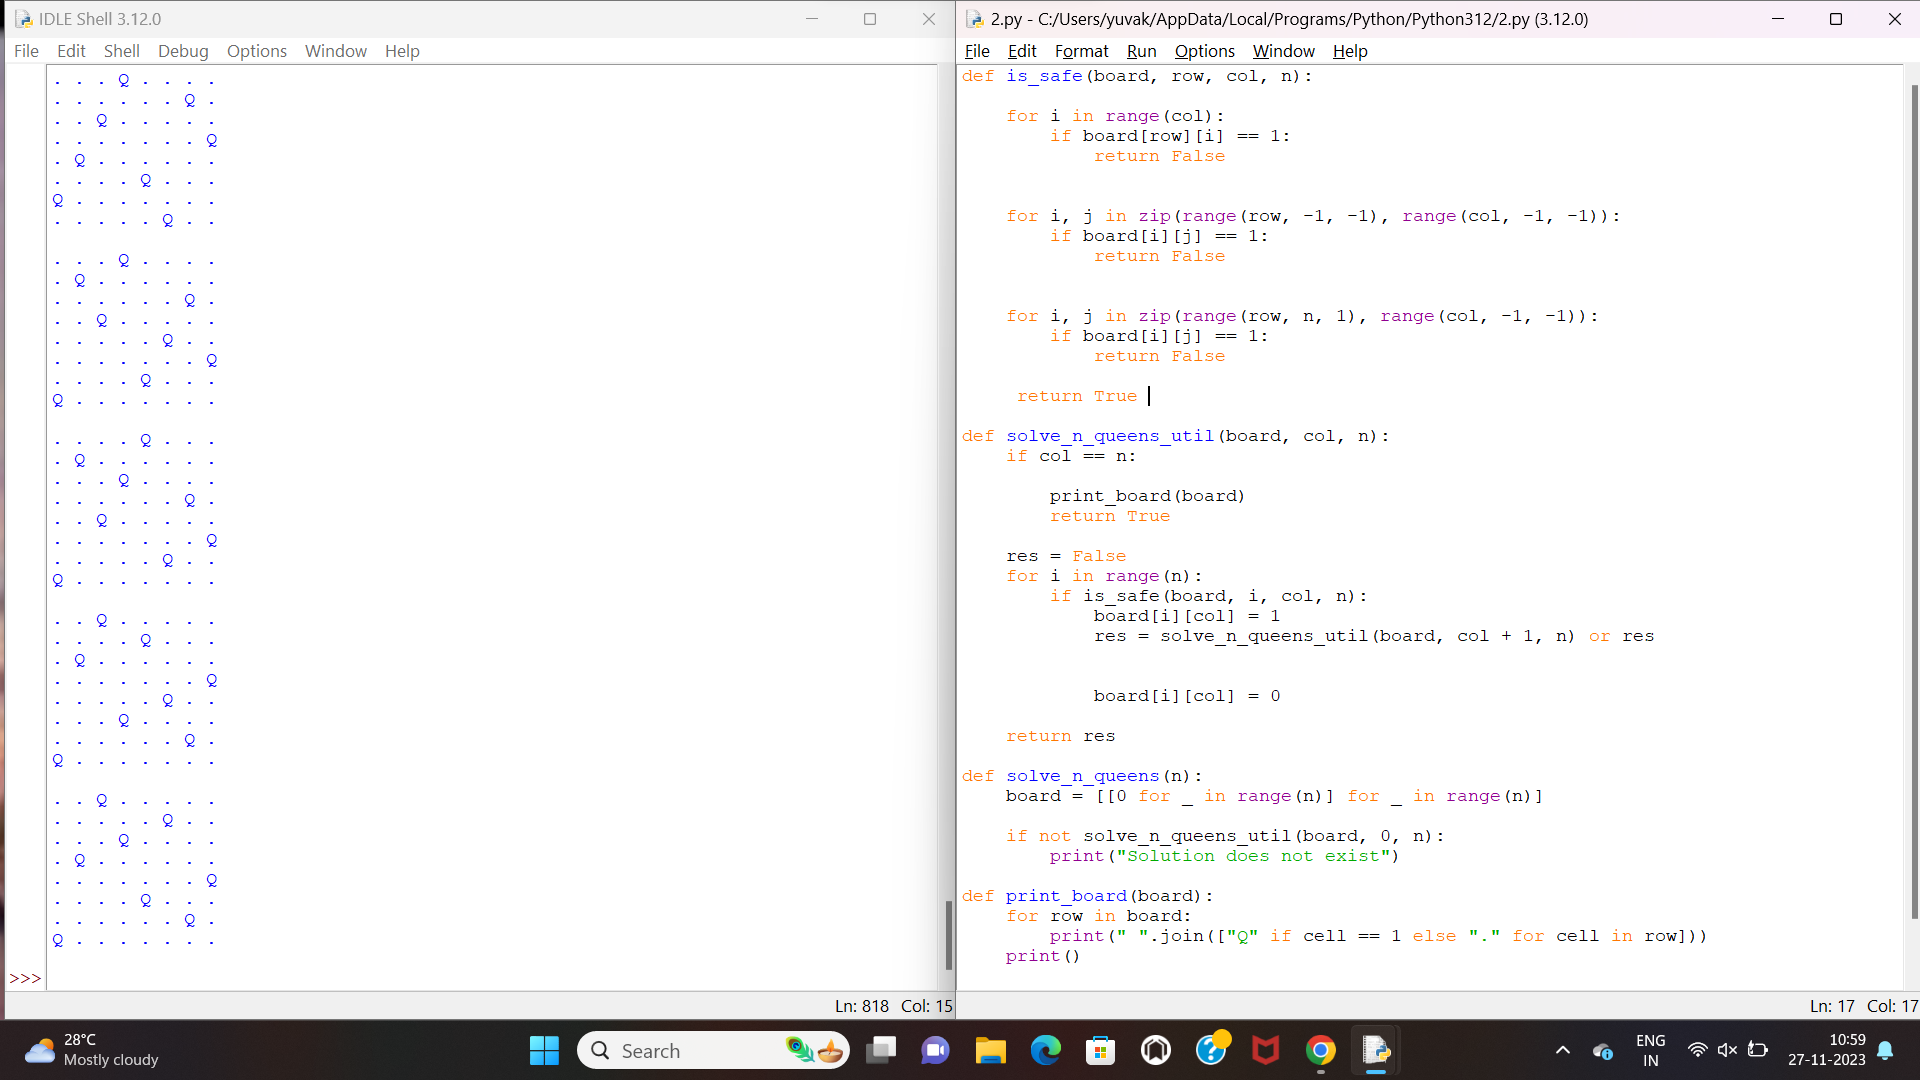 IDLE Shell 3.12.0
File Edit Shell Debug Options Window Help
. . . Q . . . .
. . . . . . Q .
. . Q . . . . .
. . . . . . . Q
. Q . . . . . .
. . . . Q . . .
Q . . . . . . .
. . . . . Q . .
. . . Q . . . .
. Q . . . . . .
. . . . . . Q .
. . Q . . . . .
. . . . . Q . .
. . . . . . . Q
. . . . Q . . .
Q . . . . . . .
. . . . Q . . .
. Q . . . . . .
. . . Q . . . .
. . . . . . Q .
. . Q . . . . .
. . . . . . . Q
. . . . . Q . .
Q . . . . . . .
. . Q . . . . .
. . . . Q . . .
. Q . . . . . .
. . . . . . . Q
. . . . . Q . .
. . . Q . . . .
. . . . . . Q .
Q . . . . . . .
. . Q . . . . .
. . . . . Q . .
. . . Q . . . .
. Q . . . . . .
. . . . . . . Q
. . . . Q . . .
. . . . . . Q .
Q . . . . . . .
>>>
Ln: 818 Col: 15
2.py - C:/Users/yuvak/AppData/Local/Programs/Python/Python312/2.py (3.12.0)
File Edit Format Run Options Window Help
def is_safe(board, row, col, n):
    for i in range(col):
        if board[row][i] == 1:
            return False
    for i, j in zip(range(row, -1, -1), range(col, -1, -1)):
        if board[i][j] == 1:
            return False
    for i, j in zip(range(row, n, 1), range(col, -1, -1)):
        if board[i][j] == 1:
            return False
     return True
def solve_n_queens_util(board, col, n):
    if col == n:
        print_board(board)
        return True
    res = False
    for i in range(n):
        if is_safe(board, i, col, n):
            board[i][col] = 1
            res = solve_n_queens_util(board, col + 1, n) or res
            board[i][col] = 0
    return res
def solve_n_queens(n):
    board = [[0 for _ in range(n)] for _ in range(n)]
    if not solve_n_queens_util(board, 0, n):
        print("Solution does not exist")
def print_board(board):
    for row in board:
        print(" ".join(["Q" if cell == 1 else "." for cell in row]))
    print()
Ln: 17 Col: 17
28°C
Mostly cloudy
Search
ENG
IN
10:59
27-11-2023